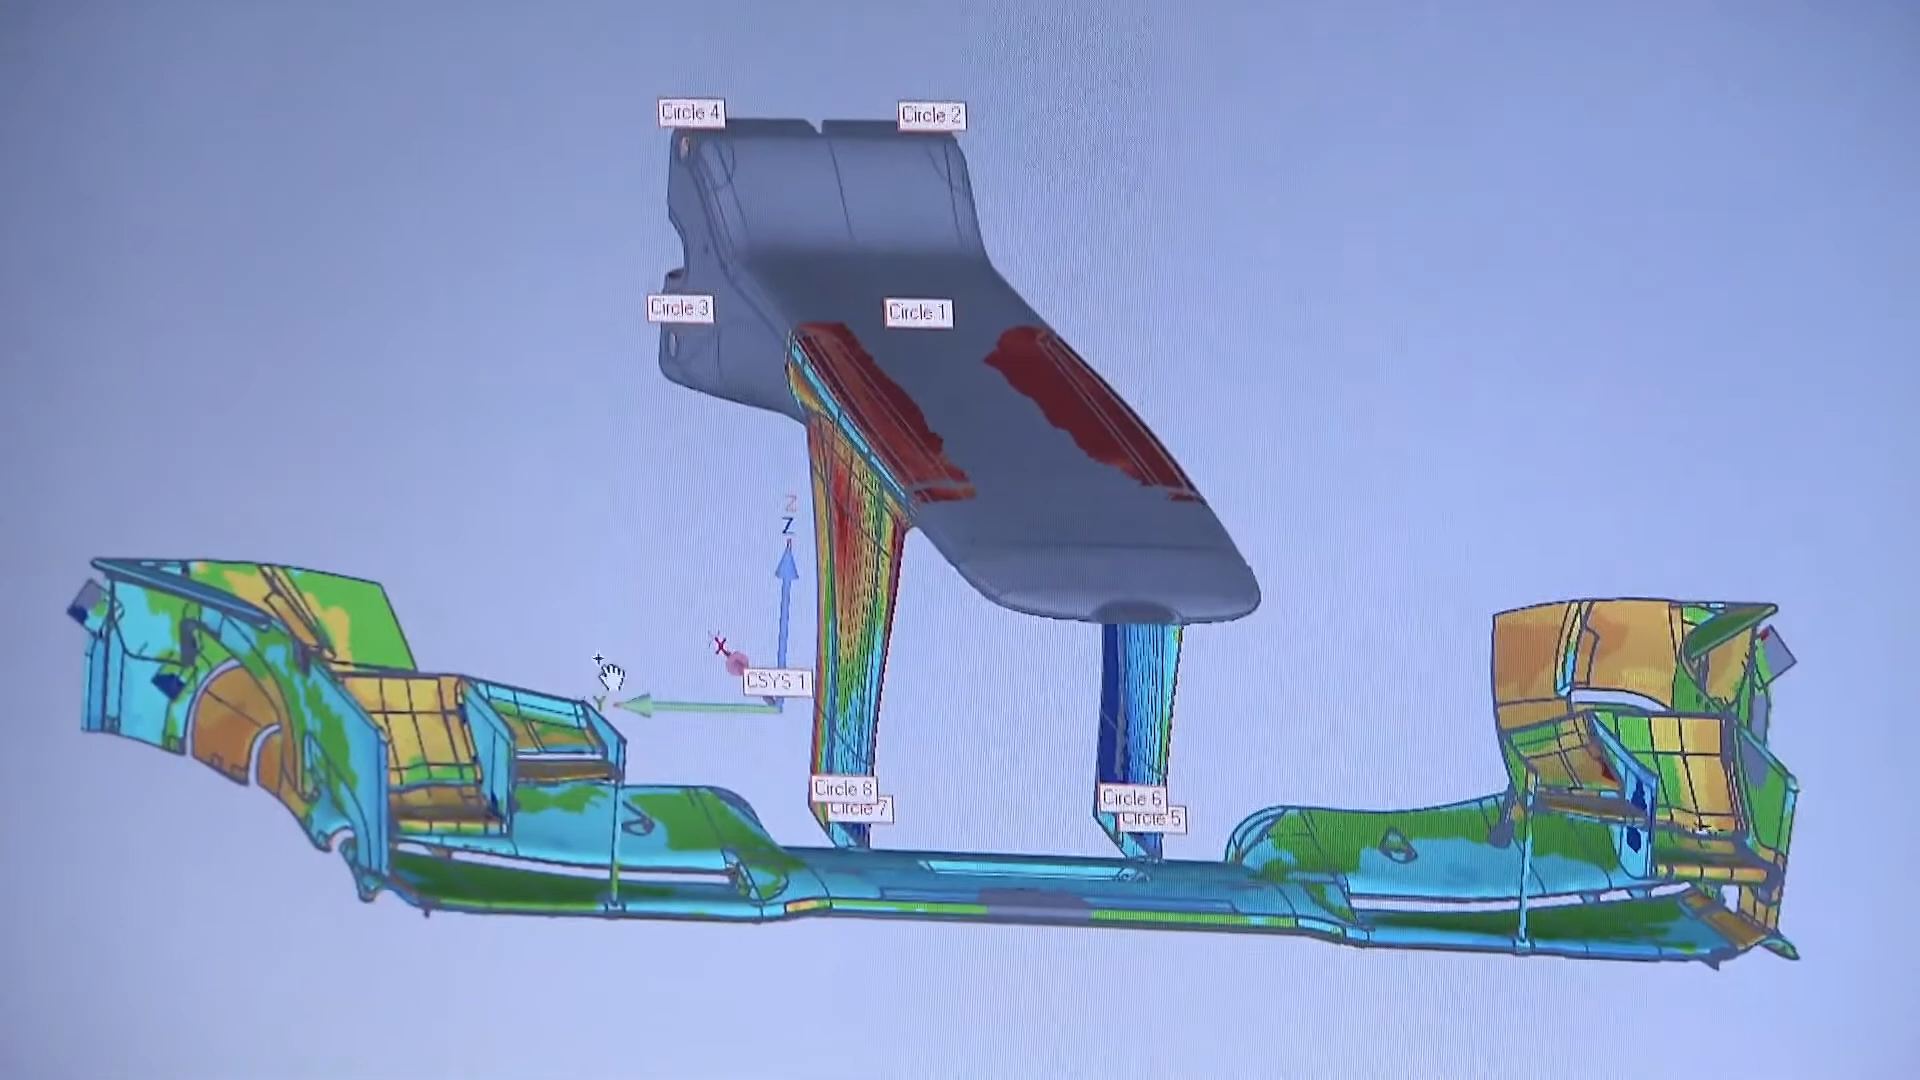 Circle 4
Circle 2
Circle 3
Circle 1
Z
Z
X
CSYS 1
Y
Circle 8
Circle 7
Circle 6
Circle 5